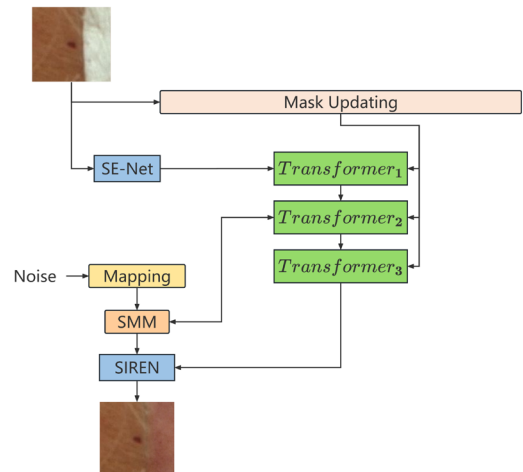 Mask Updating
SE-Net
Transformer₁
Transformer₂
Transformer₃
Noise
Mapping
SMM
SIREN